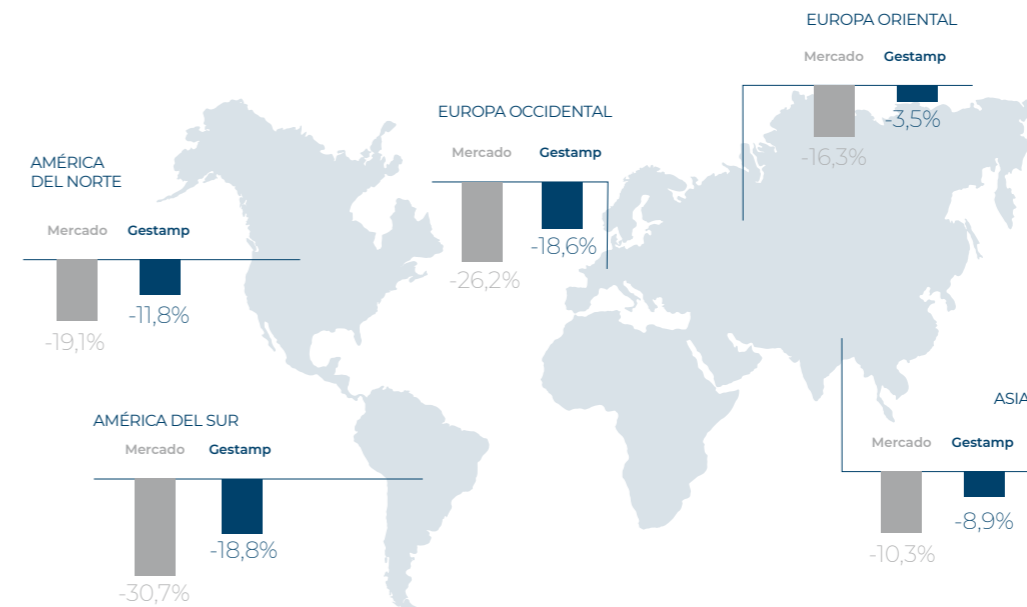 EUROPA ORIENTAL
Mercado Gestamp
-3,5%
-16,3%
EUROPA OCCIDENTAL
Mercado Gestamp
-18,6%
-26,2%
AMÉRICA
DEL NORTE
Mercado Gestamp
-11,8%
-19,1%
AMÉRICA DEL SUR
Mercado Gestamp
-18,8%
-30,7%
ASIA
Mercado Gestamp
-8,9%
-10,3%